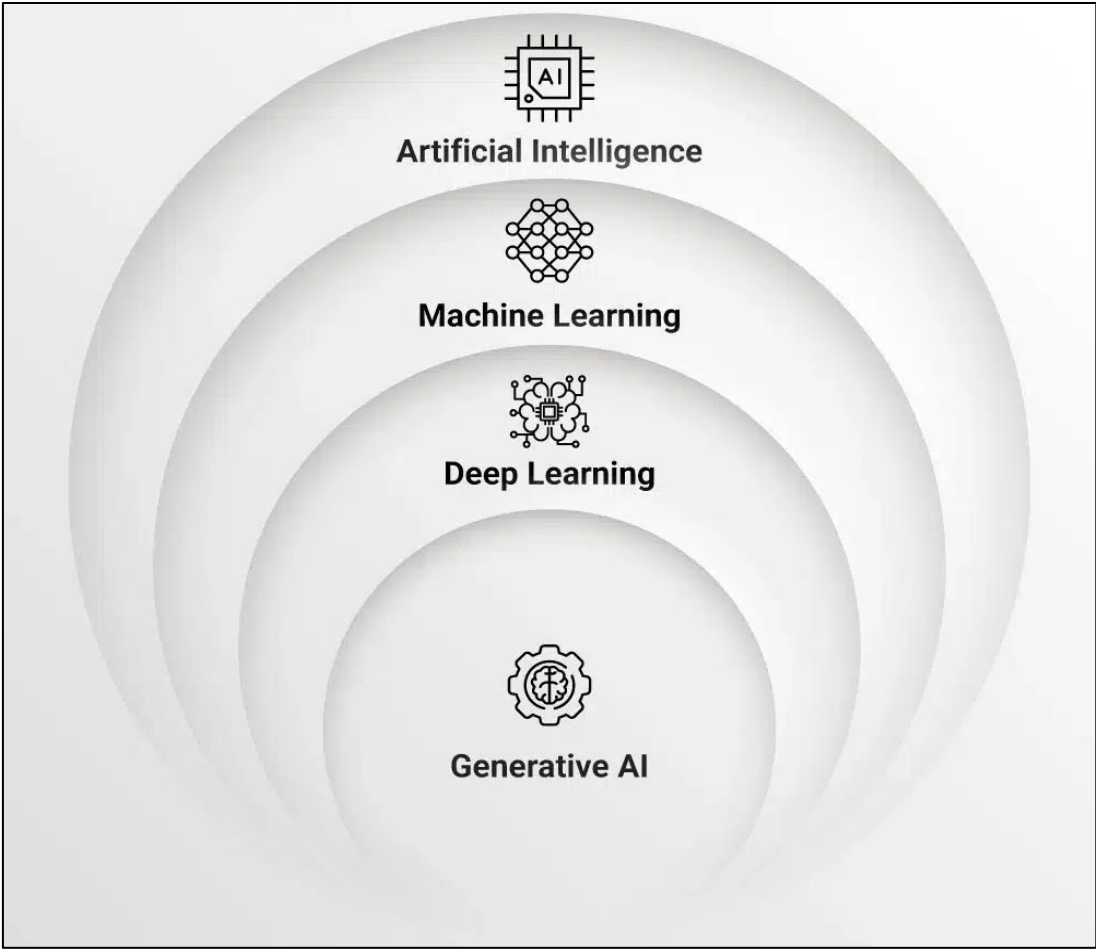 AI
Artificial Intelligence
Machine Learning
Deep Learning
Generative AI